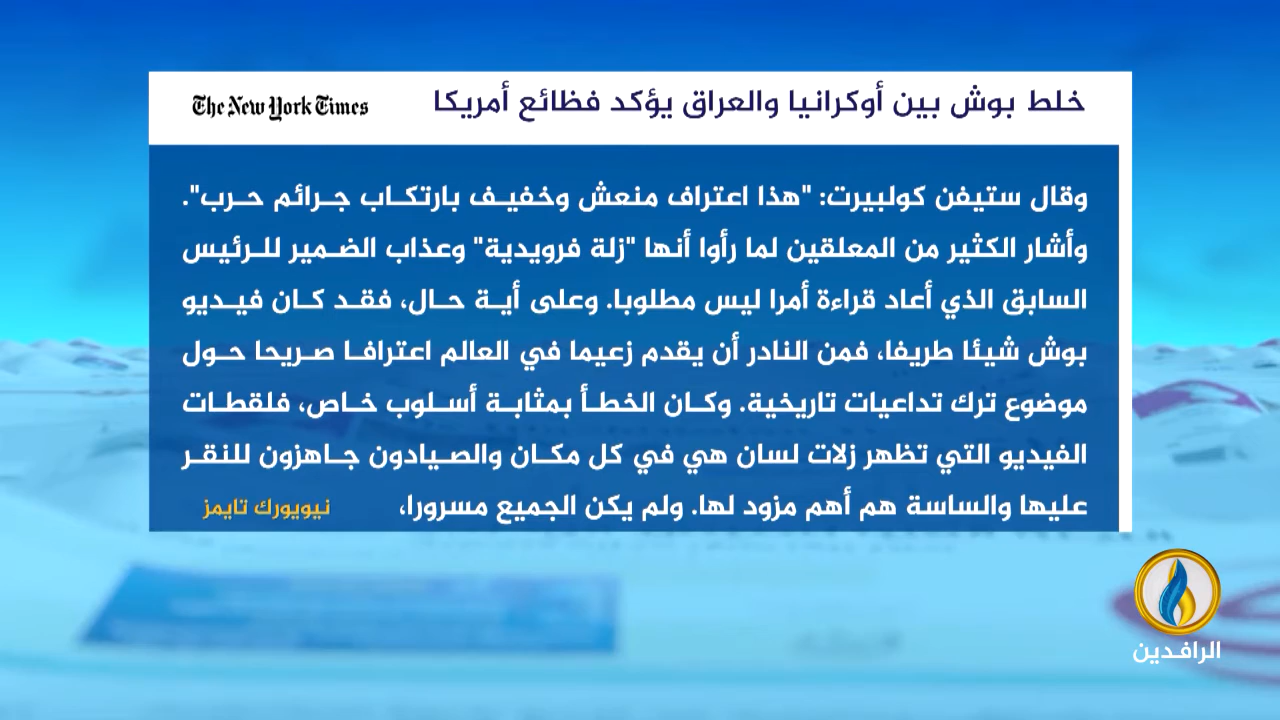 خلط بوش بين أوكرانيا والعراق يؤكد فظائع أمريكا
The New York Times
وقال ستيفن كولبيرت: "هذا اعتراف منعش وخفيف بارتكاب جرائم حرب".
وأشار الكثير من المعلقين لما رأوا أنها "زلة فرويدية" وعذاب الضمير للرئيس
السابق الذي أعاد قراءة أمرا ليس مطلوبا. وعلى أية حال، فقد كان فيديو
بوش شيئا طريفا، فمن النادر أن يقدم زعيما في العالم اعترافا صريحا حول
موضوع ترك تداعيات تاريخية. وكان الخطأ بمثابة أسلوب خاص، فلقطات
الفيديو التي تظهر زلات لسان هي في كل مكان والصيادون جاهزون للنقر
عليها والساسة هم أهم مزود لها. ولم يكن الجميع مسرورا،
نيويورك تايمز
الرافدين